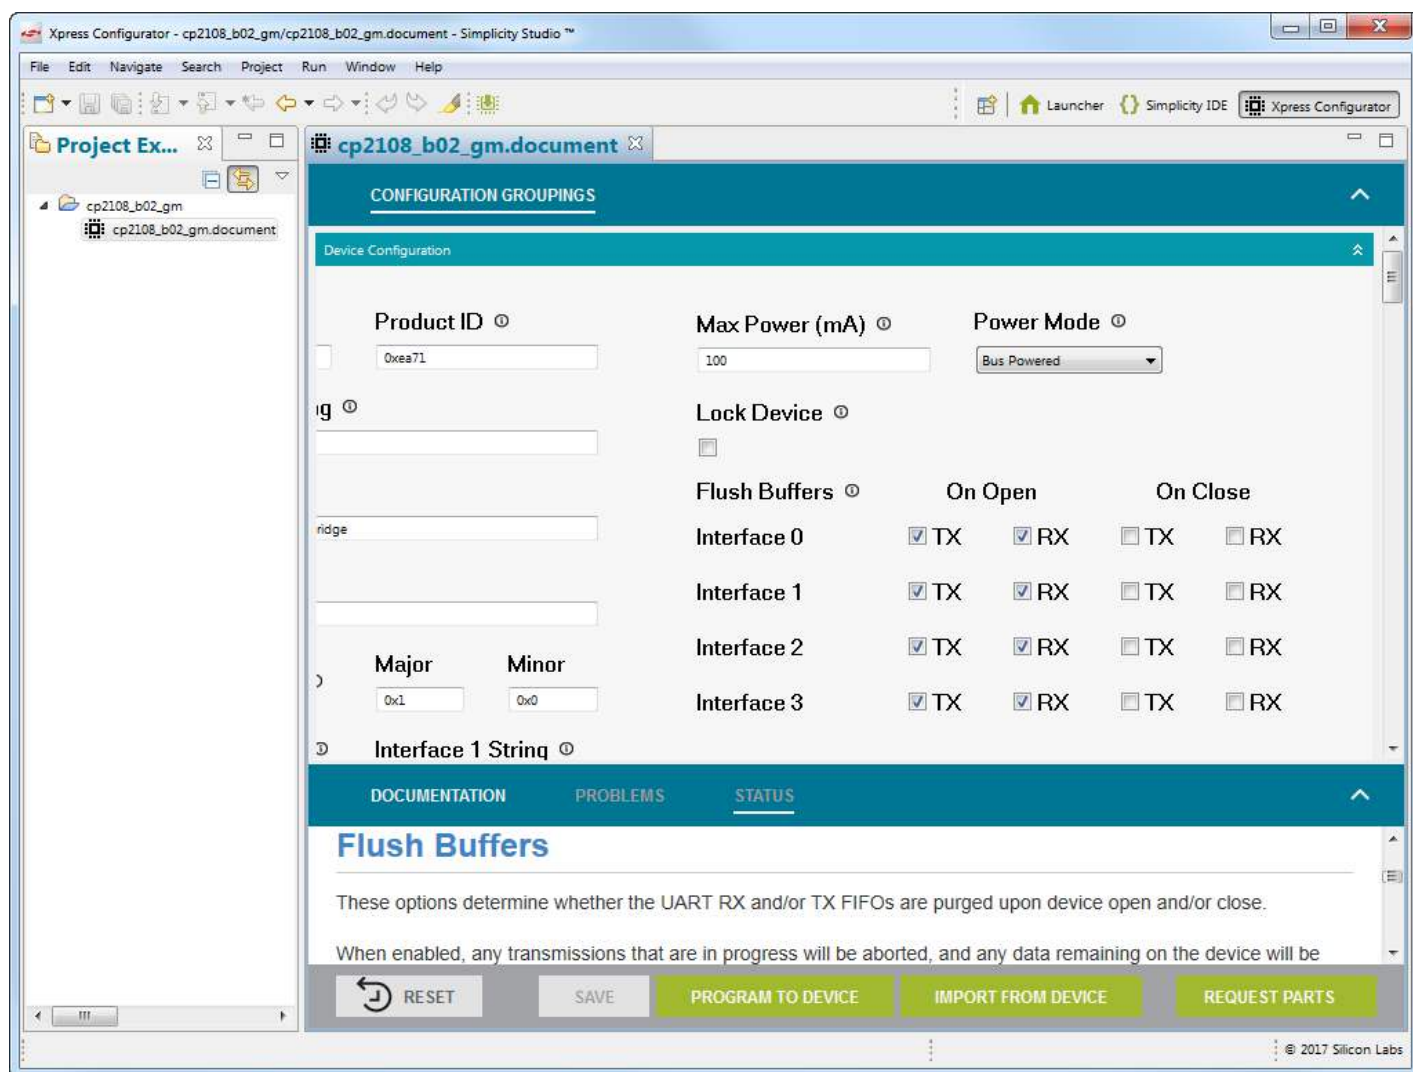 Xpress Configurator - cp2108_b02_gm/cp2108_b02_gm.document - Simplicity Studio ™
File Edit Navigate Search Project Run Window Help
Launcher Simplicity IDE Xpress Configurator
Project Ex...
cp2108_b02_gm.document
cp2108_b02_gm
cp2108_b02_gm.document
CONFIGURATION GROUPINGS
Device Configuration
Product ID Max Power (mA) Power Mode
0xea71 100 Bus Powered
ng Lock Device
Flush Buffers On Open On Close
ridge
Interface 0 TX RX TX RX
Interface 1 TX RX TX RX
Interface 2 TX RX TX RX
Major Minor
0x1 0x0
Interface 3 TX RX TX RX
Interface 1 String
DOCUMENTATION PROBLEMS STATUS
Flush Buffers
These options determine whether the UART RX and/or TX FIFOs are purged upon device open and/or close.
When enabled, any transmissions that are in progress will be aborted, and any data remaining on the device will be
RESET SAVE PROGRAM TO DEVICE IMPORT FROM DEVICE REQUEST PARTS
© 2017 Silicon Labs